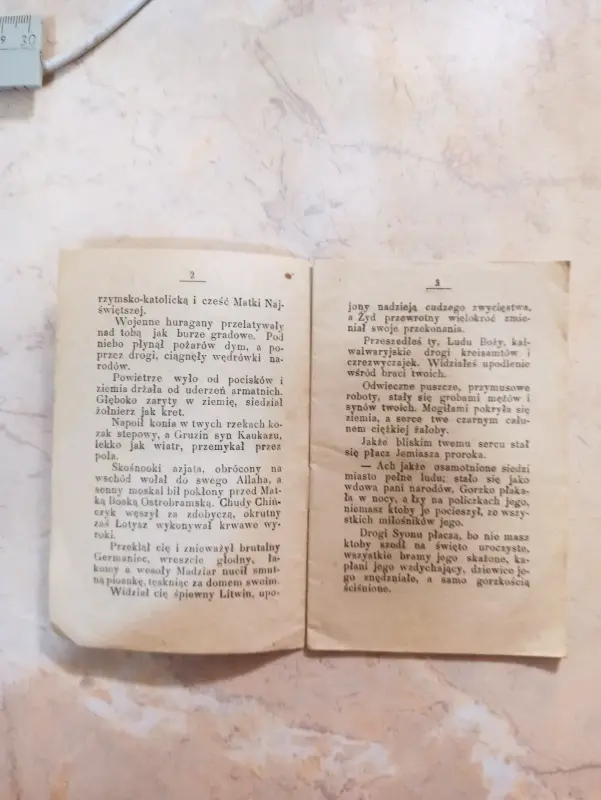 9 30
2
rzymsko-katolicką i cześć Matki Naj-
świętszej.
Wojenne huragany przelatywały
nad tobą jak burze gradowe. Pod
niebo płynął pożarów dym, a po-
przez drogi, ciągnęły wędrówki na-
rodów.
Powietrze wyło od pocisków i
ziemia drżała od uderzeń armatnich.
Głęboko zaryty w ziemię, siedział
żołnierz jak kret.
Napoił konia w twych rzekach ko-
zak stepowy, a Gruzin syn Kaukazu,
lekko jak wiatr, przemykał przez
pola.
Skośnooki azjata, obrócony na
wschód wołał do swego Allaha, a
senny moskal bił pokłony przed Mat-
ką Boską Ostrobramską. Chudy Chiń-
czyk węszył za zdobyczą, okrutny
zaś Łotysz wykonywał krwawe wy-
roki.
Przeklął cię i znieważył brutalny
Germaniec, wreszcie głodny, ła-
komy a wesoły Madziar nucił smut-
ną piosnkę, teskniąc za domem swoim.
Widział cię śpiewny Litwin, upo-
3
jony nadzieją cudzego zwycięstwa,
a Żyd przewrotny wielokroć zmie-
niał swoje przekonania.
Przeszedłeś ty, Ludu Boży, kal-
walwaryjskie drogi kreisamtów i
czrezwyczajek. Widziałeś upodlenie
wśród braci twoich.
Odwieczne puszcze, przymusowe
roboty, stały się grobami mężów i
synów twoich. Mogiłami pokryła się
ziemia, a serce twe czarnym cału-
nem ciężkiej żałoby.
Jakże bliskim twemu sercu stał
się płacz Jemiasza proroka.
— Ach jakże osamotnione siedzi
miasto pełne ludu; stało się jako
wdowa pani narodów. Gorzko płaka-
ła w nocy, a łzy na policzkach jego,
niemasz ktoby je pocieszył, ze wszy-
stkich miłośników jego.
Drogi Syonu płaczą, bo nie masz
ktoby szedł na święto uroczyste,
wszystkie bramy jego skażone, ka-
płani jego wzdychający, dziewice je-
go znędzniałe, a samo gorzkością
ściśnione.